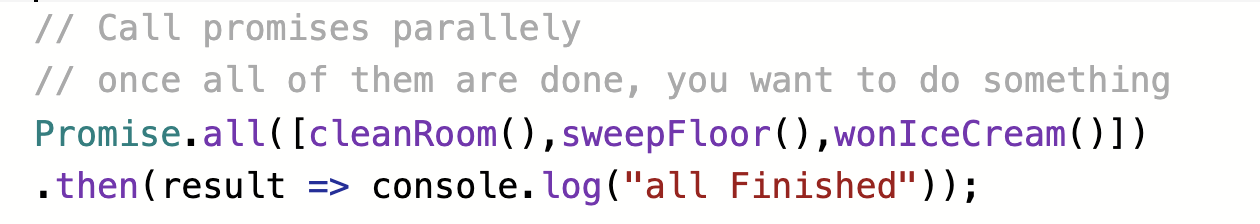 // Call promises parallely
// once all of them are done, you want to do something
Promise.all([cleanRoom(),sweepFloor(),wonIceCream()])
.then(result => console.log("all Finished"));